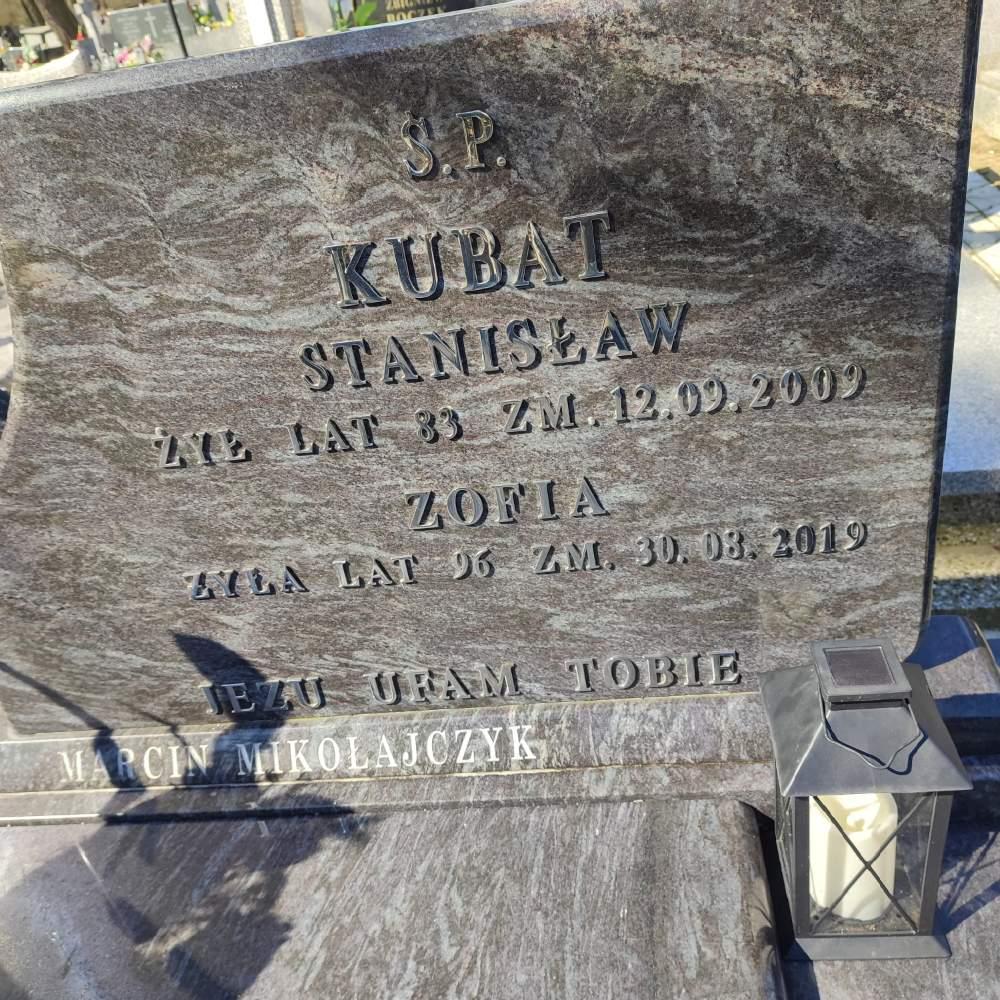 Ś.P.
KUBAT
STANISŁAW
ŻYŁ LAT 83 ZM. 12.09.2009
ZOFIA
ŻYŁA LAT 96 ZM. 30.08.2019
JEZU UFAM TOBIE
MARCIN MIKOŁAJCZYK